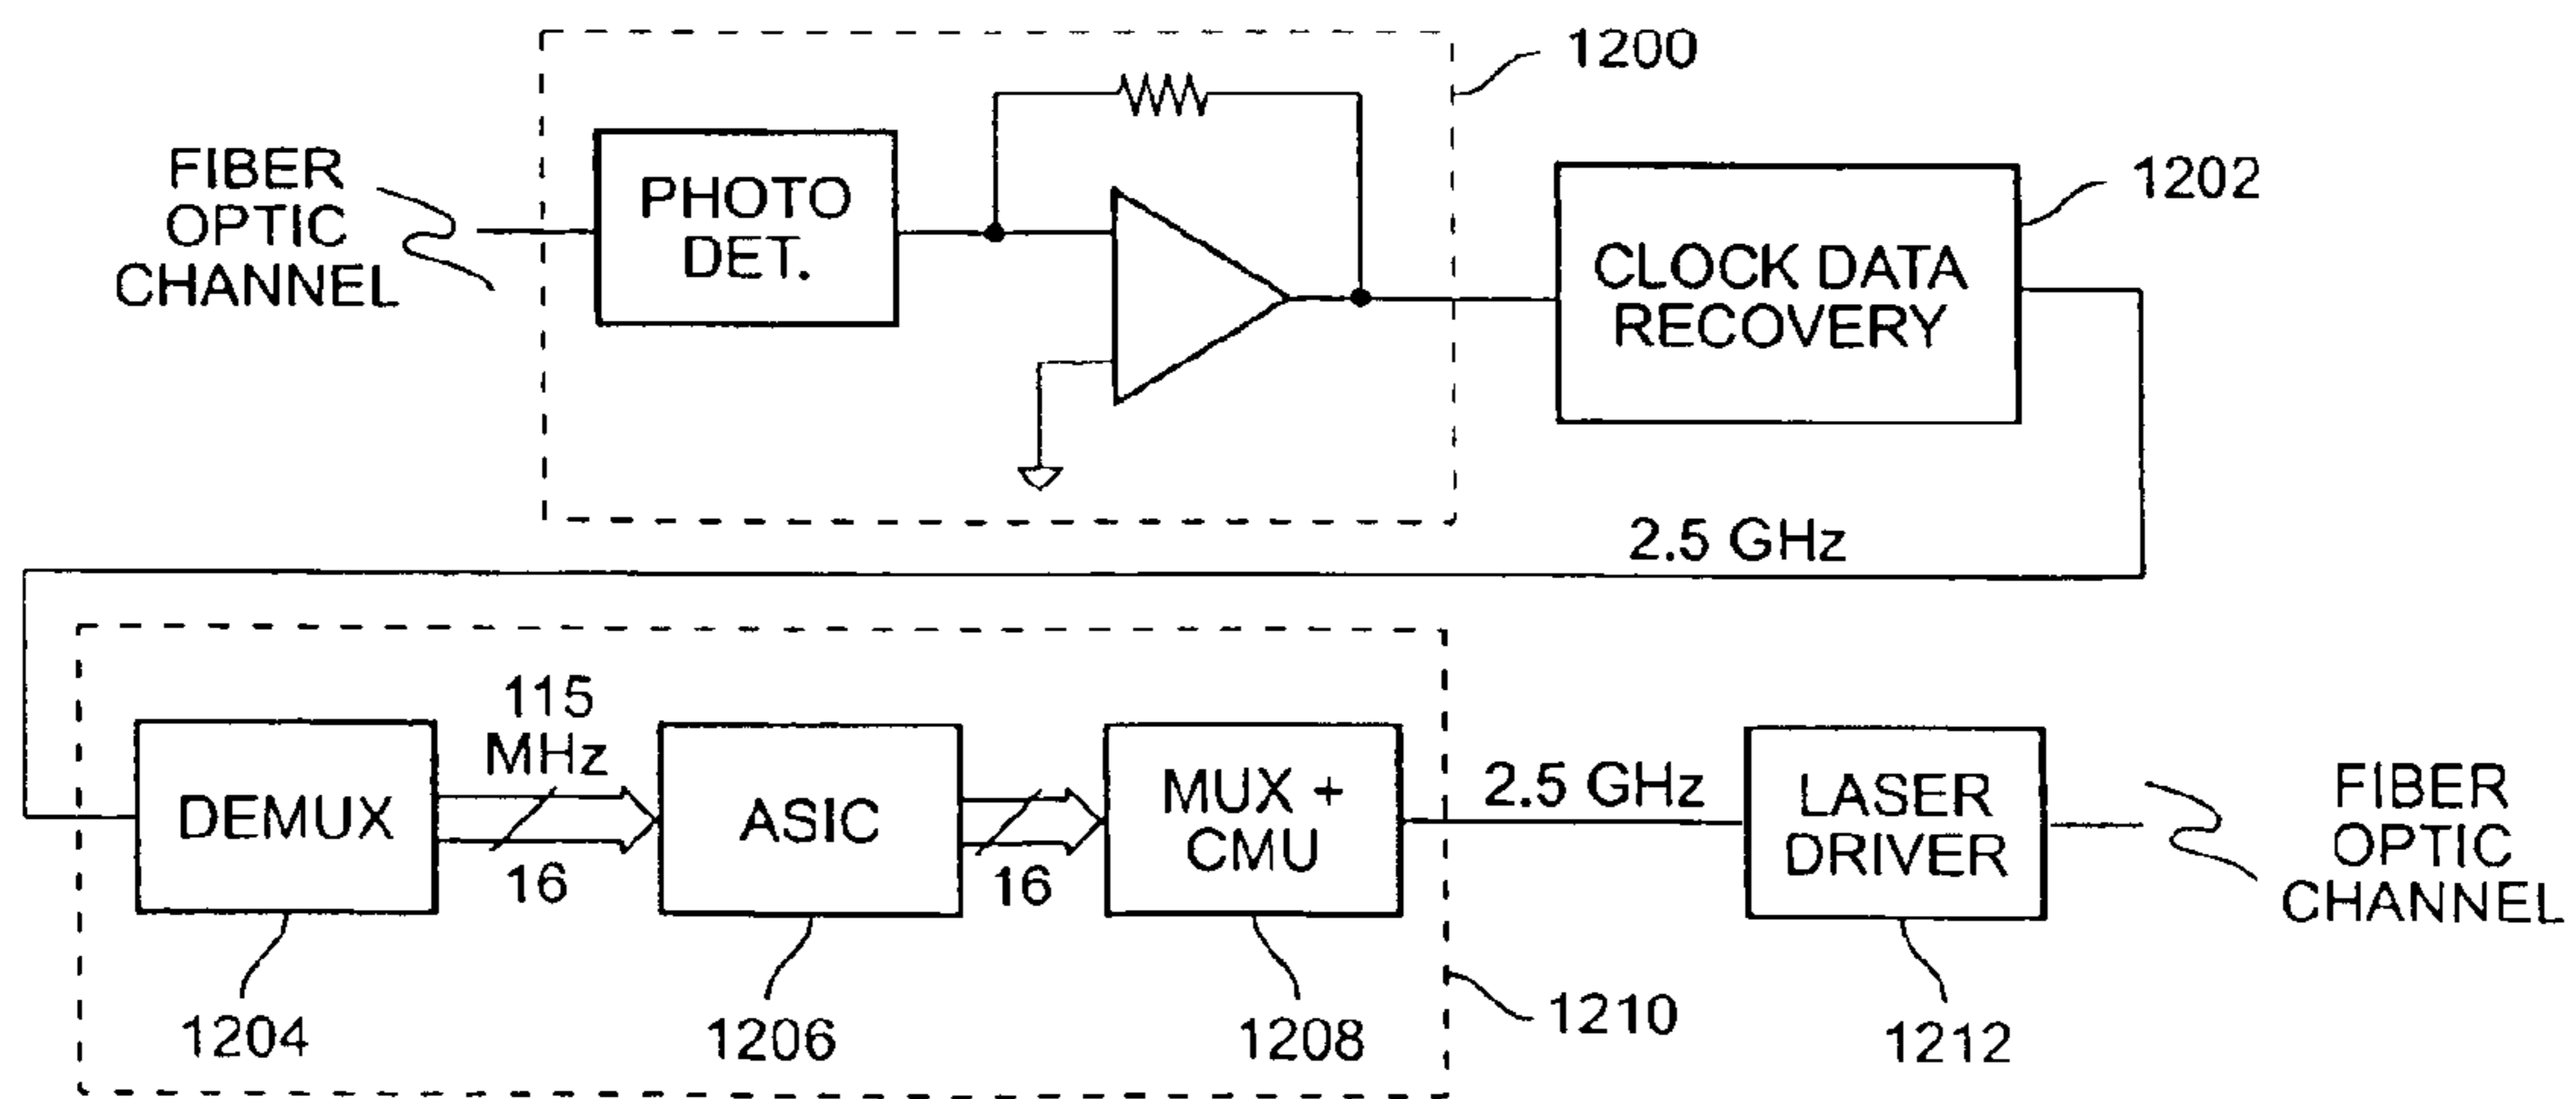 1200
FIBER
OPTIC
CHANNEL
PHOTO
DET.
1202
CLOCK DATA
RECOVERY
2.5 GHz
115
MHz
16
DEMUX
ASIC
16
MUX +
CMU
2.5 GHz
LASER
DRIVER
FIBER
OPTIC
CHANNEL
1204
1206
1208
1210
1212